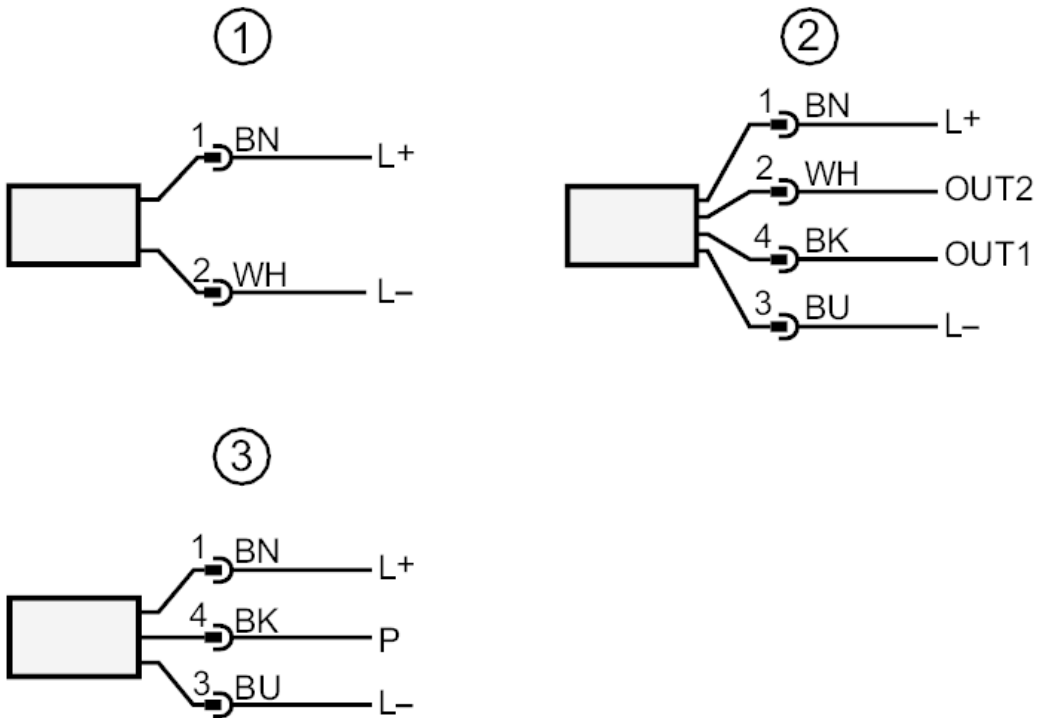 1
1 BN L+
2 WH L–
2
1 BN L+
2 WH OUT2
4 BK OUT1
3 BU L–
3
1 BN L+
4 BK P
3 BU L–